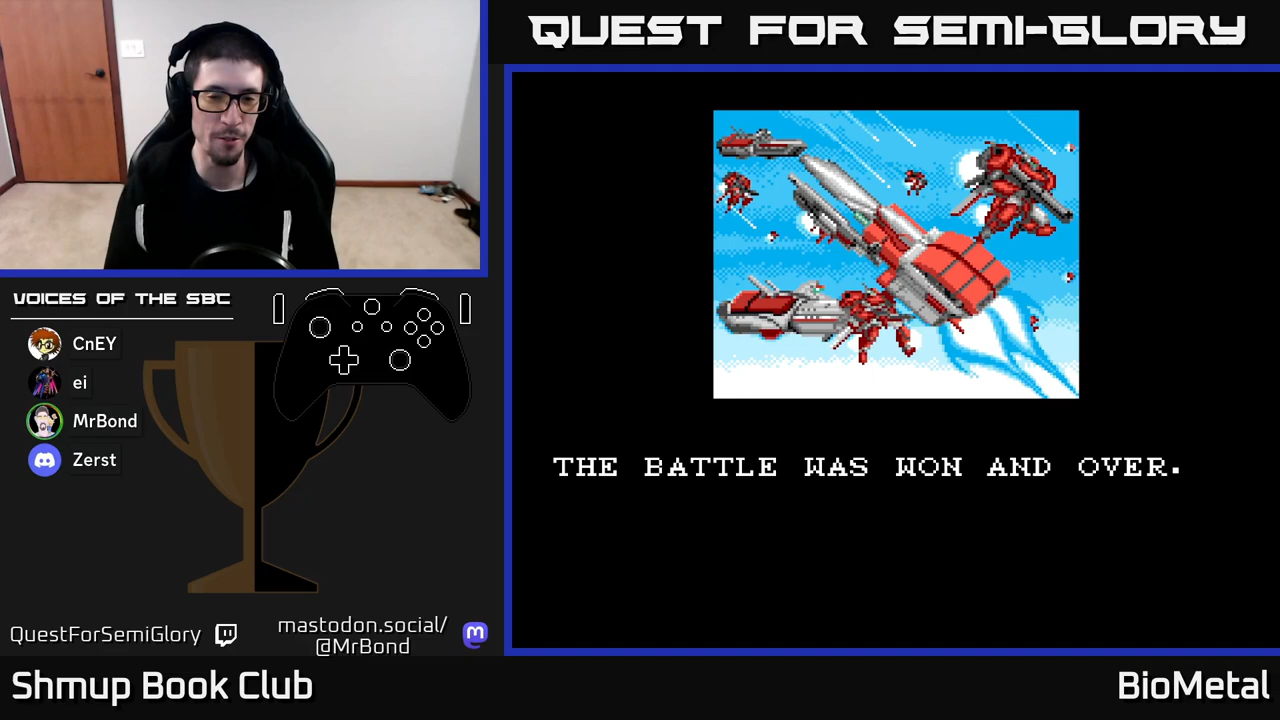 QUEST FOR SEMI-GLORY
VOICES OF THE SBC
CnEY
ei
MrBond
Zerst
THE BATTLE WAS WON AND OVER.
QuestForSemiGlory
mastodon.social/
@MrBond
Shmup Book Club
BioMetal